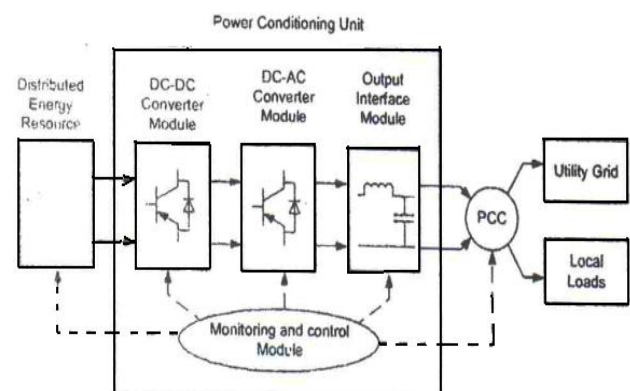 Power Conditioning Unit
Distributed
Energy
Resource
DC-DC
Converter
Module
DC-AC
Converter
Module
Output
Interface
Module
PCC
Utility Grid
Local
Loads
Monitoring and control
Module